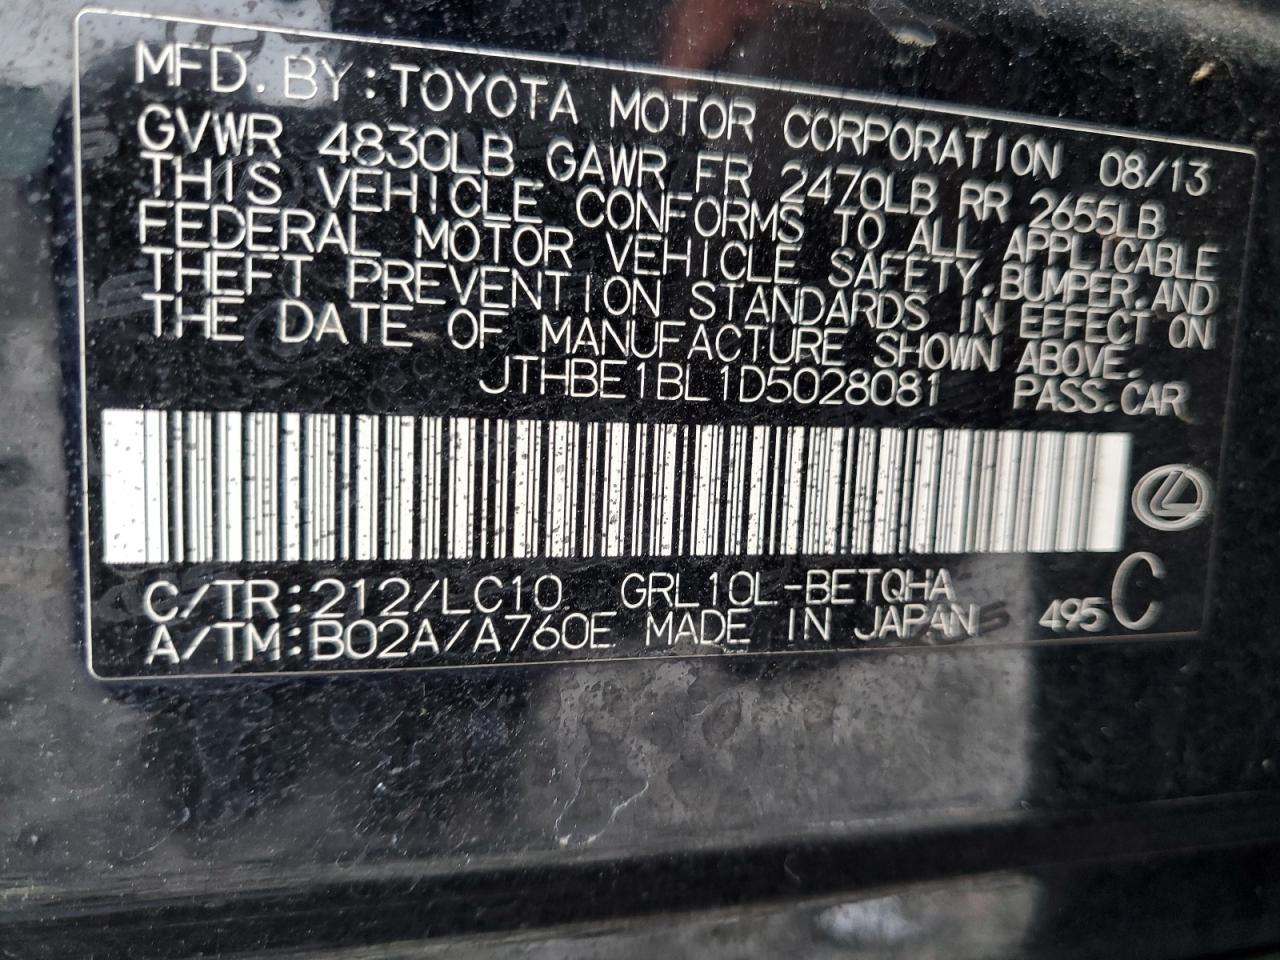 MFD. BY: TOYOTA MOTOR CORPORATION 08/13
GVWR 4830LB GAWR FR 2470LB RR 2655LB
THIS VEHICLE CONFORMS TO ALL APPLICABLE
FEDERAL MOTOR VEHICLE SAFETY, BUMPER, AND
THEFT PREVENTION STANDARDS IN EFFECT ON
THE DATE OF MANUFACTURE SHOWN ABOVE.
JTHBE1BL1D5028081 PASS. CAR
C/TR:212/LC10 GRL10L-BETQHA
A/TM:B02A/A760E MADE IN JAPAN 495 C